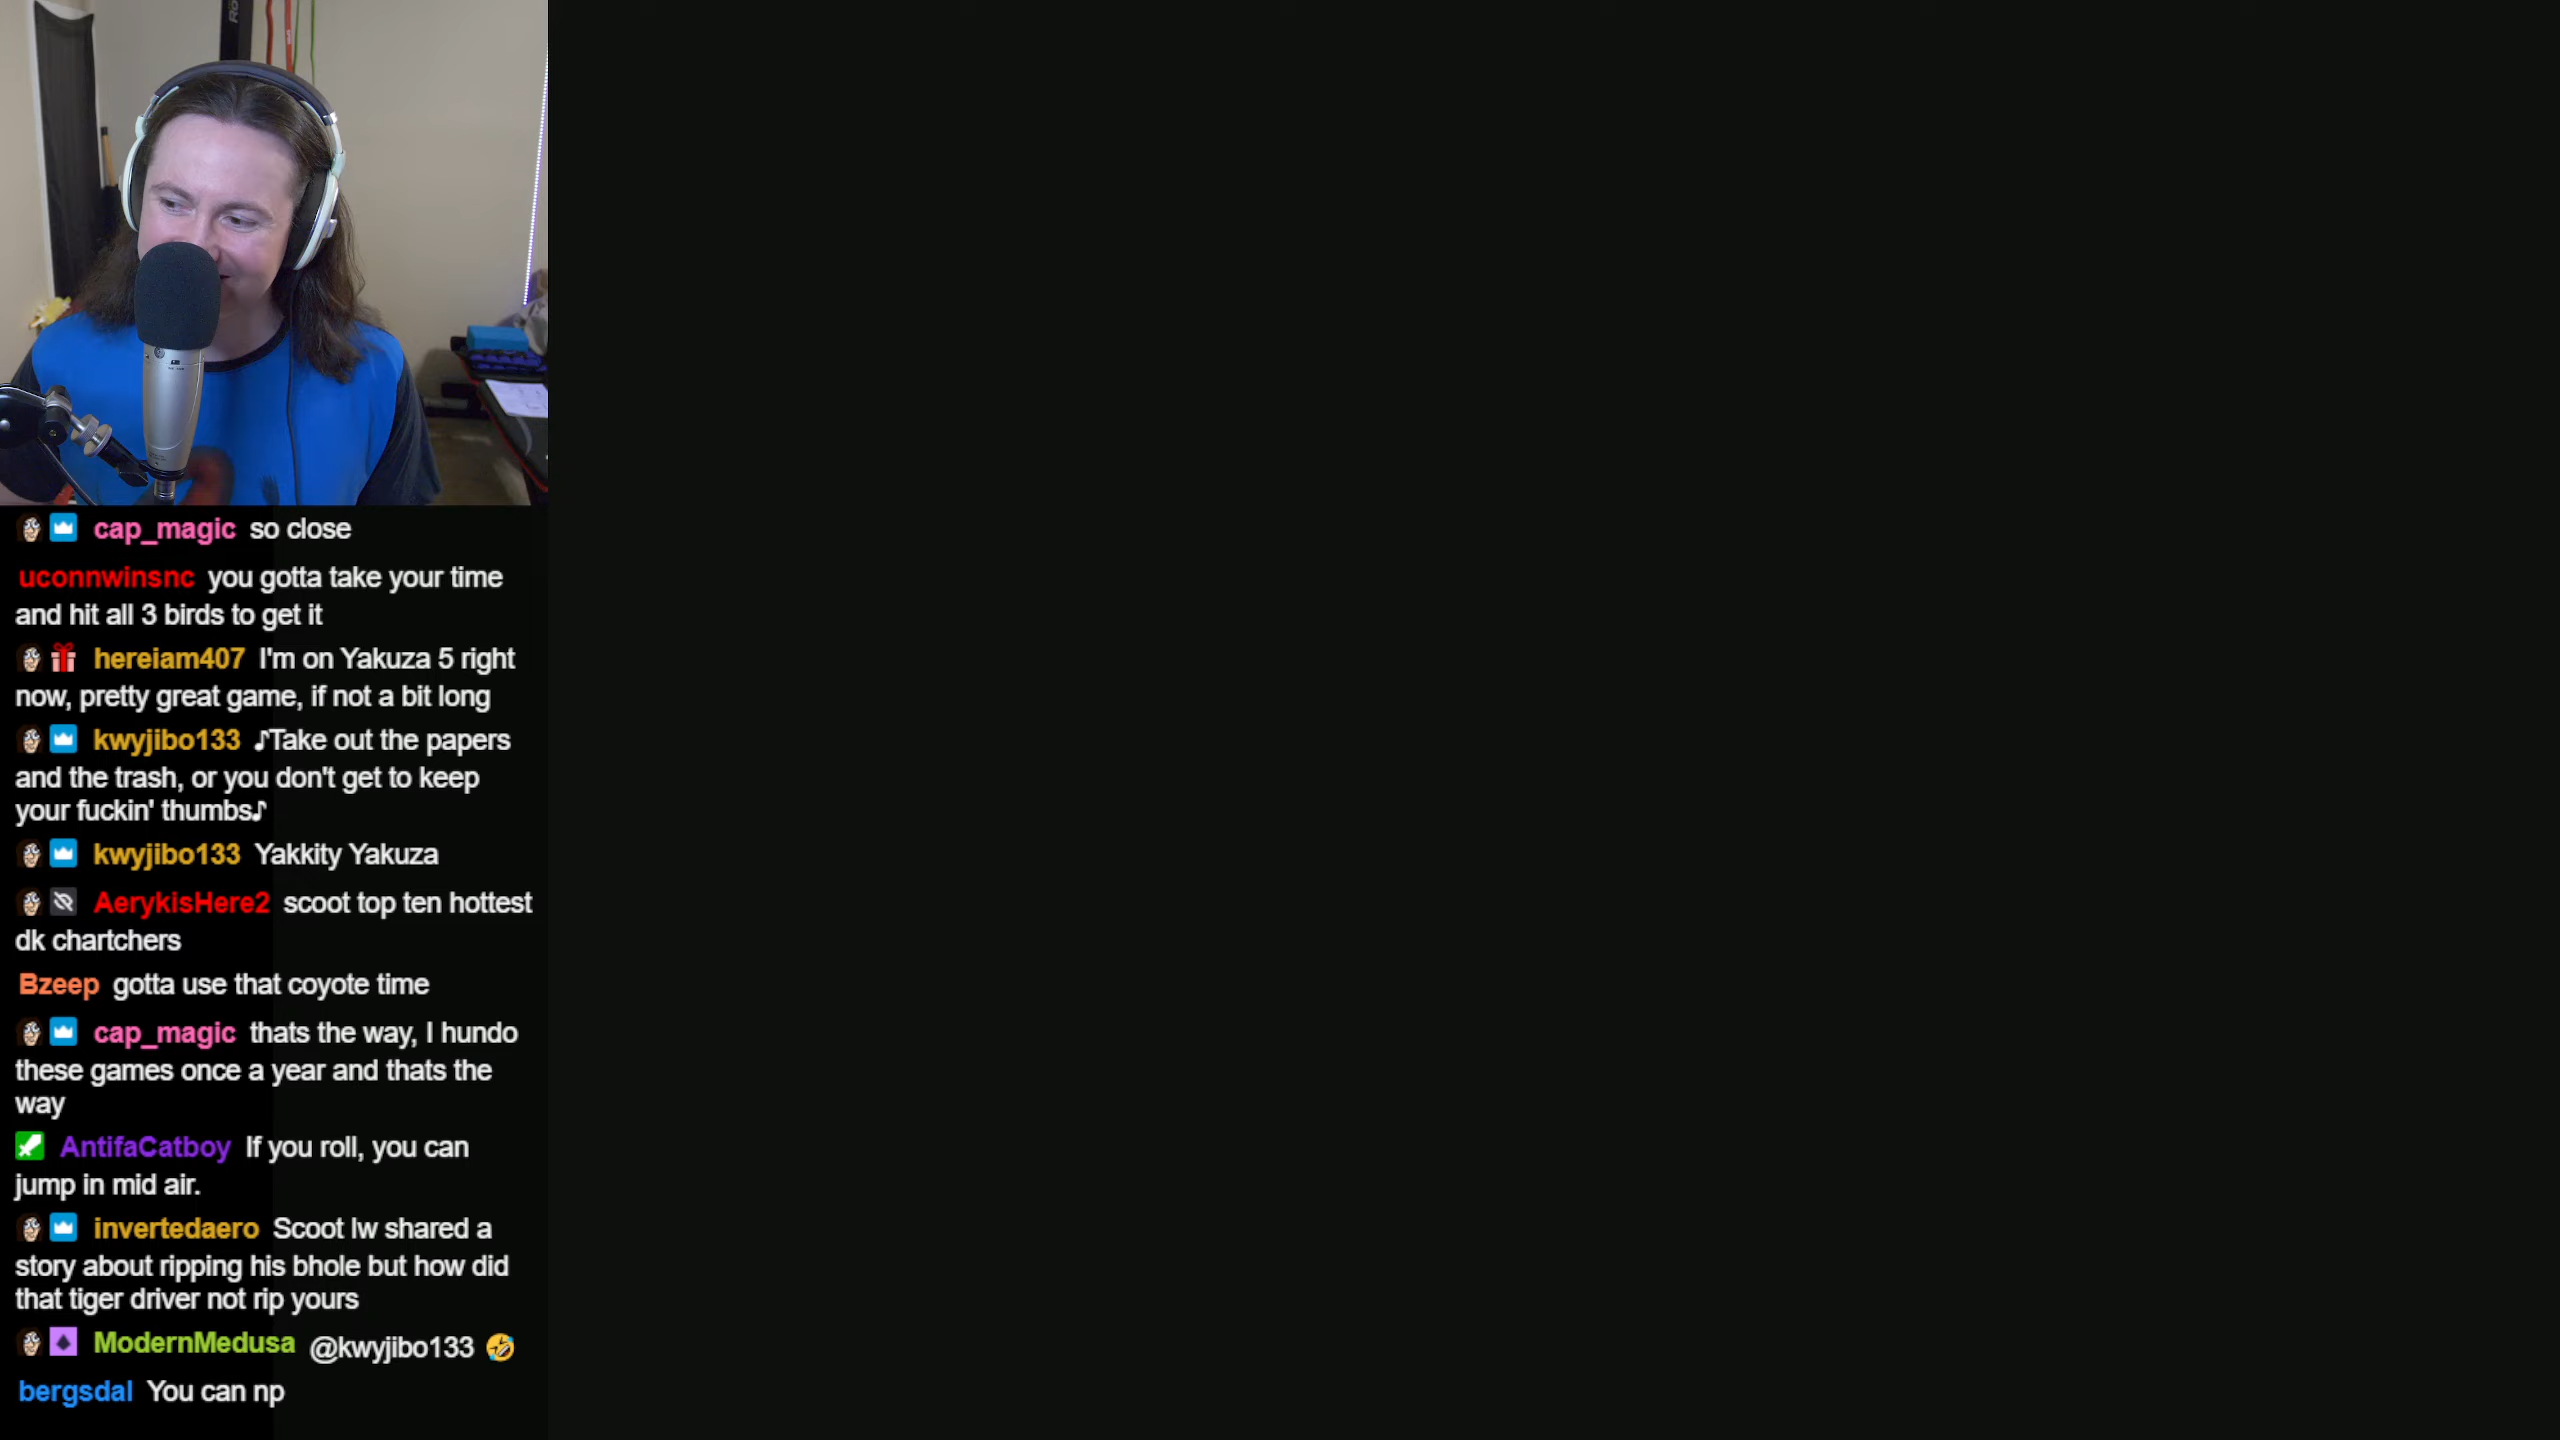 cap_magic so close
uconnwinsnc you gotta take your time
and hit all 3 birds to get it
hereiam407 I'm on Yakuza 5 right
now, pretty great game, if not a bit long
kwyjibo133 ♪Take out the papers
and the trash, or you don't get to keep
your fuckin' thumbs♪
kwyjibo133 Yakkity Yakuza
AerykisHere2 scoot top ten hottest
dk chartchers
Bzeep gotta use that coyote time
cap_magic thats the way, I hundo
these games once a year and thats the
way
AntifaCatboy If you roll, you can
jump in mid air.
invertedaero Scoot lw shared a
story about ripping his bhole but how did
that tiger driver not rip yours
ModernMedusa @kwyjibo133 🤣
bergsdal You can np